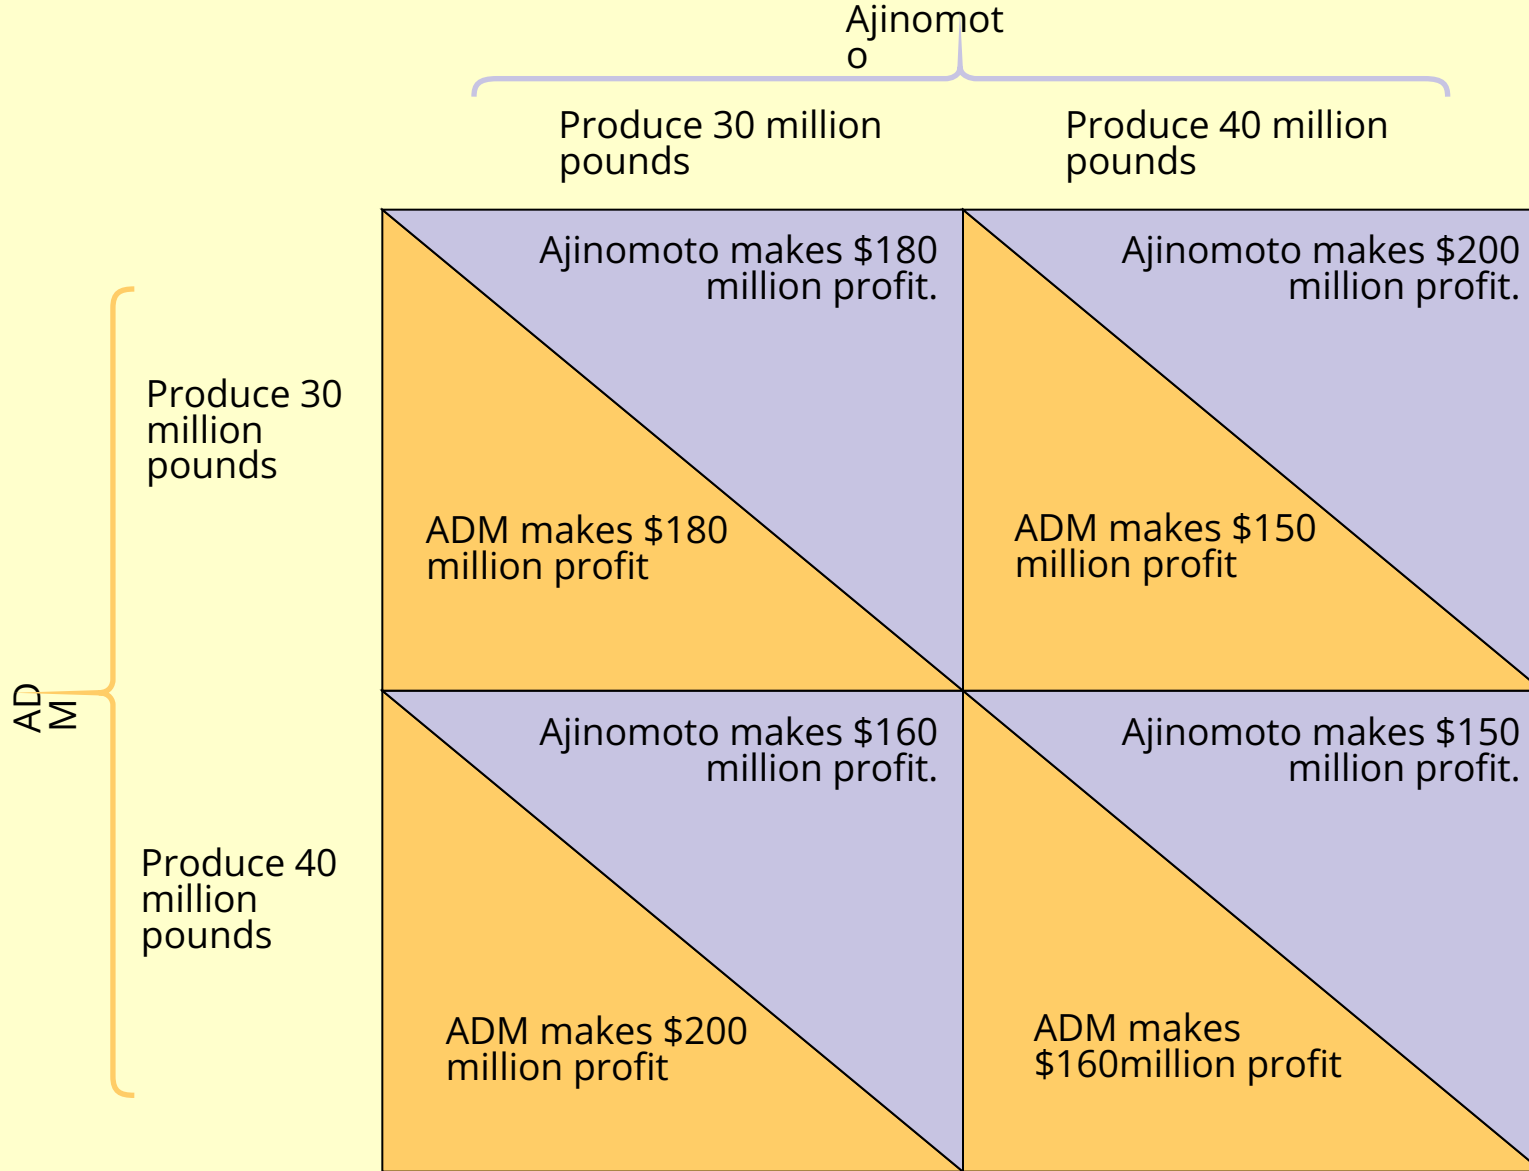 Ajinomot
o
Produce 30 million
pounds
Produce 40 million
pounds
Ajinomoto makes $180
million profit.
Ajinomoto makes $200
million profit.
Produce 30
million
pounds
ADM makes $180
million profit
ADM makes $150
million profit
AD
M
Ajinomoto makes $160
million profit.
Ajinomoto makes $150
million profit.
Produce 40
million
pounds
ADM makes $200
million profit
ADM makes
$160million profit